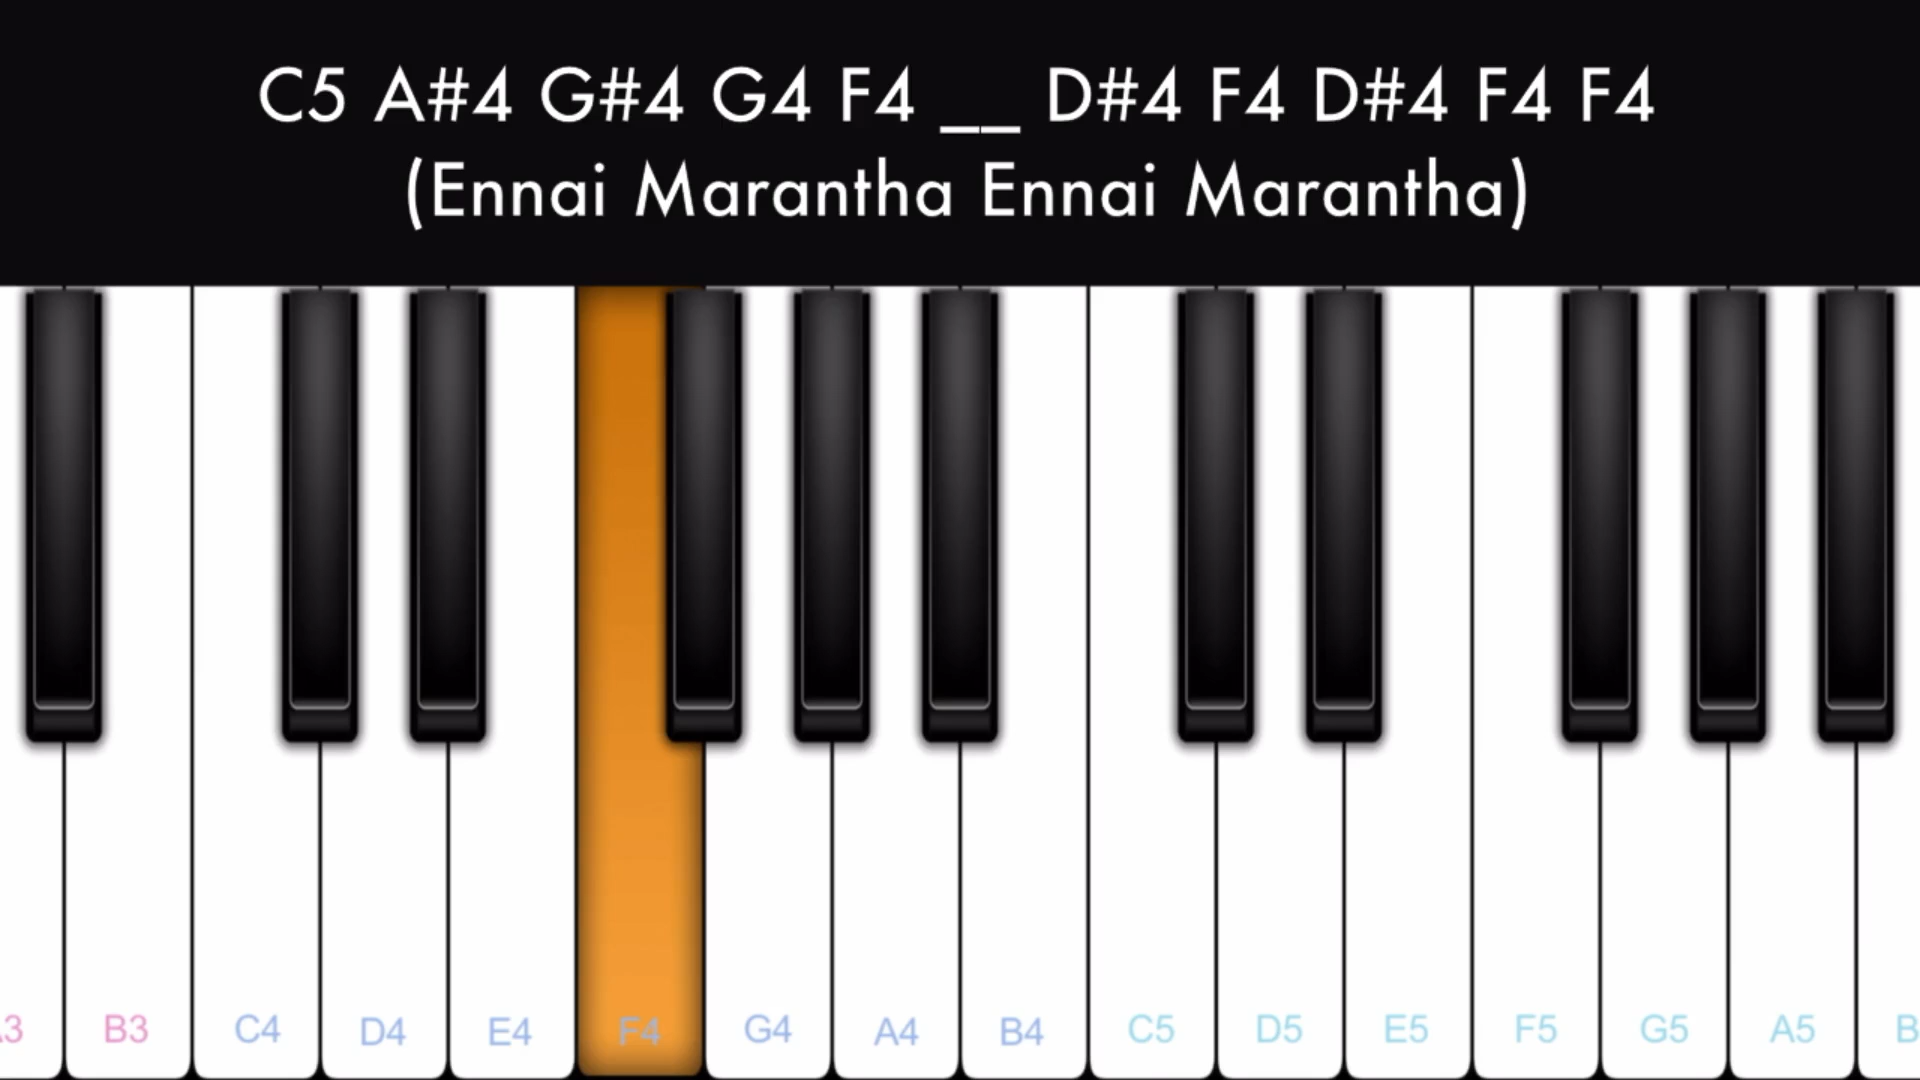 C5 A#4 G#4 G4 F4 __ D#4 F4 D#4 F4 F4
(Ennai Marantha Ennai Marantha)
B3 C4 D4 E4 F4 G4 A4 B4 C5 D5 E5 F5 G5 A5